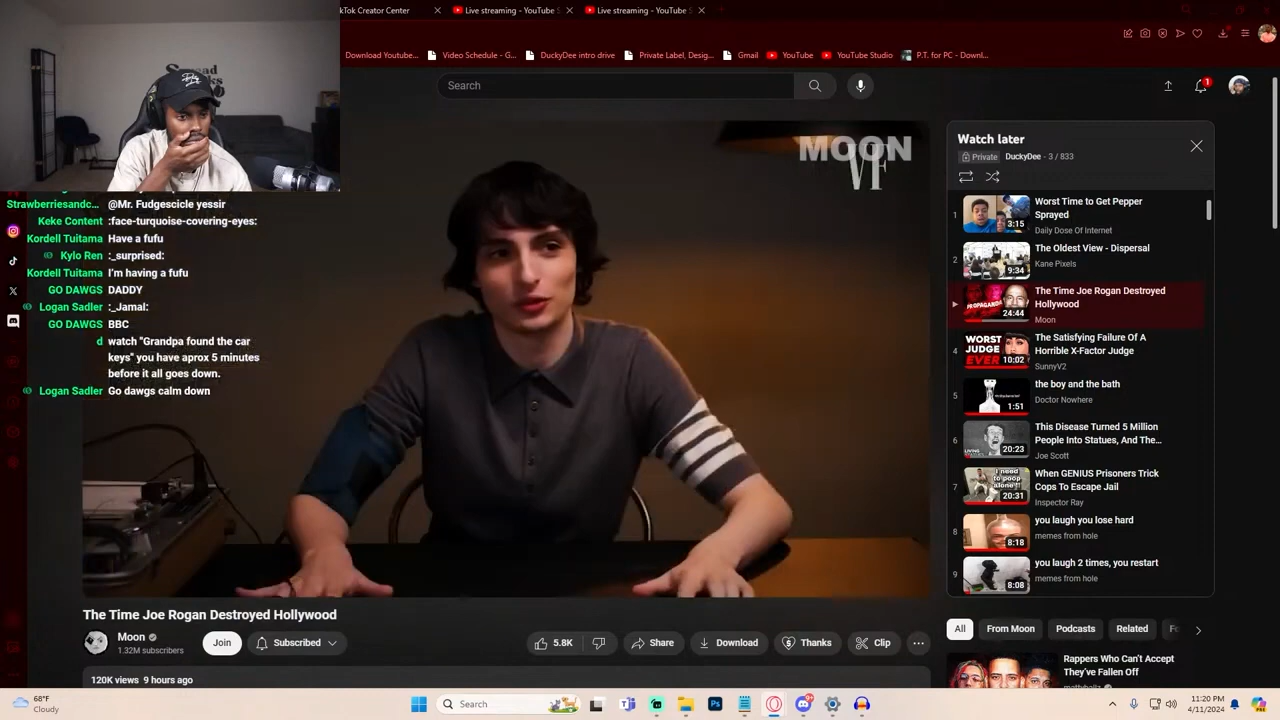 kTok Creator Center
Live streaming - YouTube S
Live streaming - YouTube S
Download Youtube...
Video Schedule - G...
DuckyDee intro drive
Private Label, Desig...
Gmail
YouTube
YouTube Studio
P.T. for PC - Downl...
Search
1
Strawberriesandc... @Mr. Fudgescicle yessir
Keke Content :face-turquoise-covering-eyes:
Kordell Tuitama Have a fufu
Kylo Ren :_surprised:
Kordell Tuitama I'm having a fufu
GO DAWGS DADDY
Logan Sadler :_Jamal:
GO DAWGS BBC
d watch "Grandpa found the car
keys" you have aprox 5 minutes
before it all goes down.
Logan Sadler Go dawgs calm down
MOON
VF
Watch later
Private DuckyDee - 3 / 833
1
3:15
Worst Time to Get Pepper
Sprayed
Daily Dose Of Internet
2
9:34
The Oldest View - Dispersal
Kane Pixels
PROPAGANDA
24:44
The Time Joe Rogan Destroyed
Hollywood
Moon
4
WORST
JUDGE
EVER
10:02
The Satisfying Failure Of A
Horrible X-Factor Judge
SunnyV2
5
1:51
the boy and the bath
Doctor Nowhere
6
LIVING
20:23
This Disease Turned 5 Million
People Into Statues, And The...
Joe Scott
7
I need
to poop
alone!!
20:31
When GENIUS Prisoners Trick
Cops To Escape Jail
Inspector Ray
8
8:18
you laugh you lose hard
memes from hole
9
8:08
you laugh 2 times, you restart
memes from hole
The Time Joe Rogan Destroyed Hollywood
Moon
1.32M subscribers
Join
Subscribed
5.8K
Share
Download
Thanks
Clip
120K views 9 hours ago
All
From Moon
Podcasts
Related
Rappers Who Can't Accept
They've Fallen Off
68°F
Cloudy
Search
11:20 PM
4/11/2024